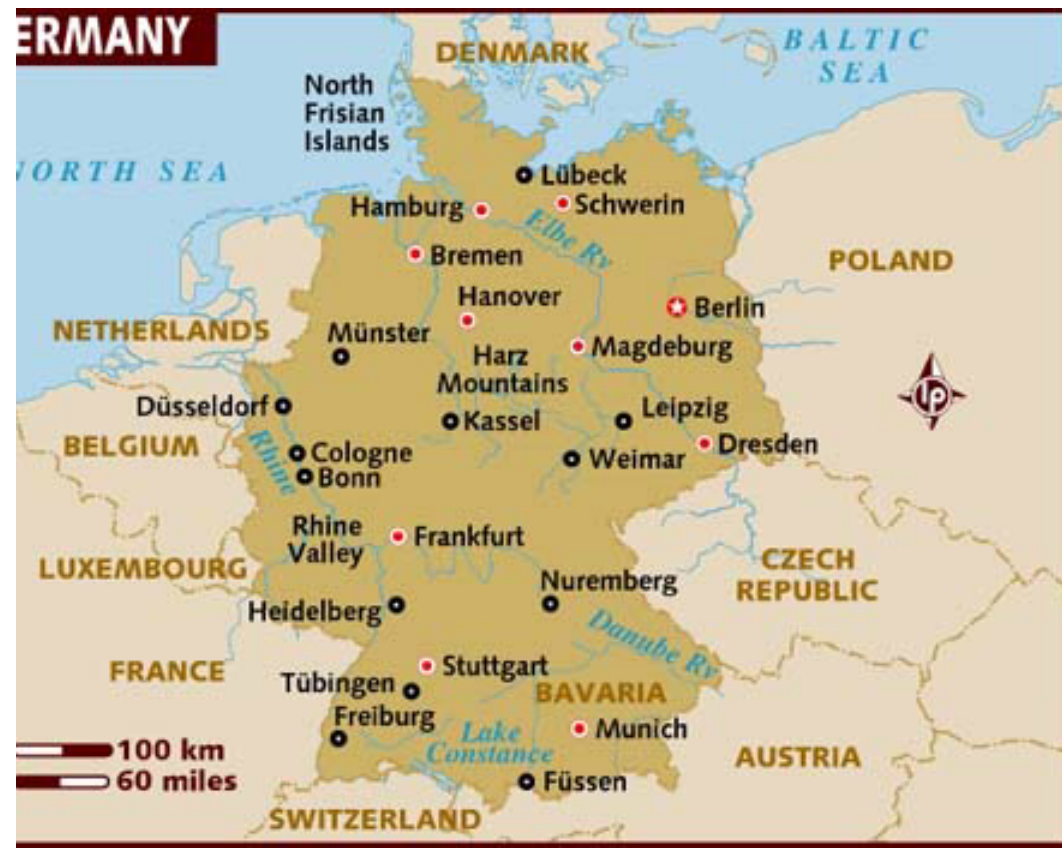 ERMANY
DENMARK
BALTIC
SEA
North
Frisian
Islands
ORTH SEA
Lübeck
Hamburg
Schwerin
Elbe Rv
Bremen
POLAND
Hanover
Berlin
NETHERLANDS
Münster
Magdeburg
Harz
Mountains
lp
Düsseldorf
Kassel
Leipzig
BELGIUM
Rhine
Cologne
Dresden
Weimar
Bonn
Rhine
Valley
Frankfurt
LUXEMBOURG
CZECH
REPUBLIC
Nuremberg
Heidelberg
Danube Rv
FRANCE
Stuttgart
Tübingen
BAVARIA
Freiburg
Lake
Constance
Munich
100 km
AUSTRIA
60 miles
Füssen
SWITZERLAND